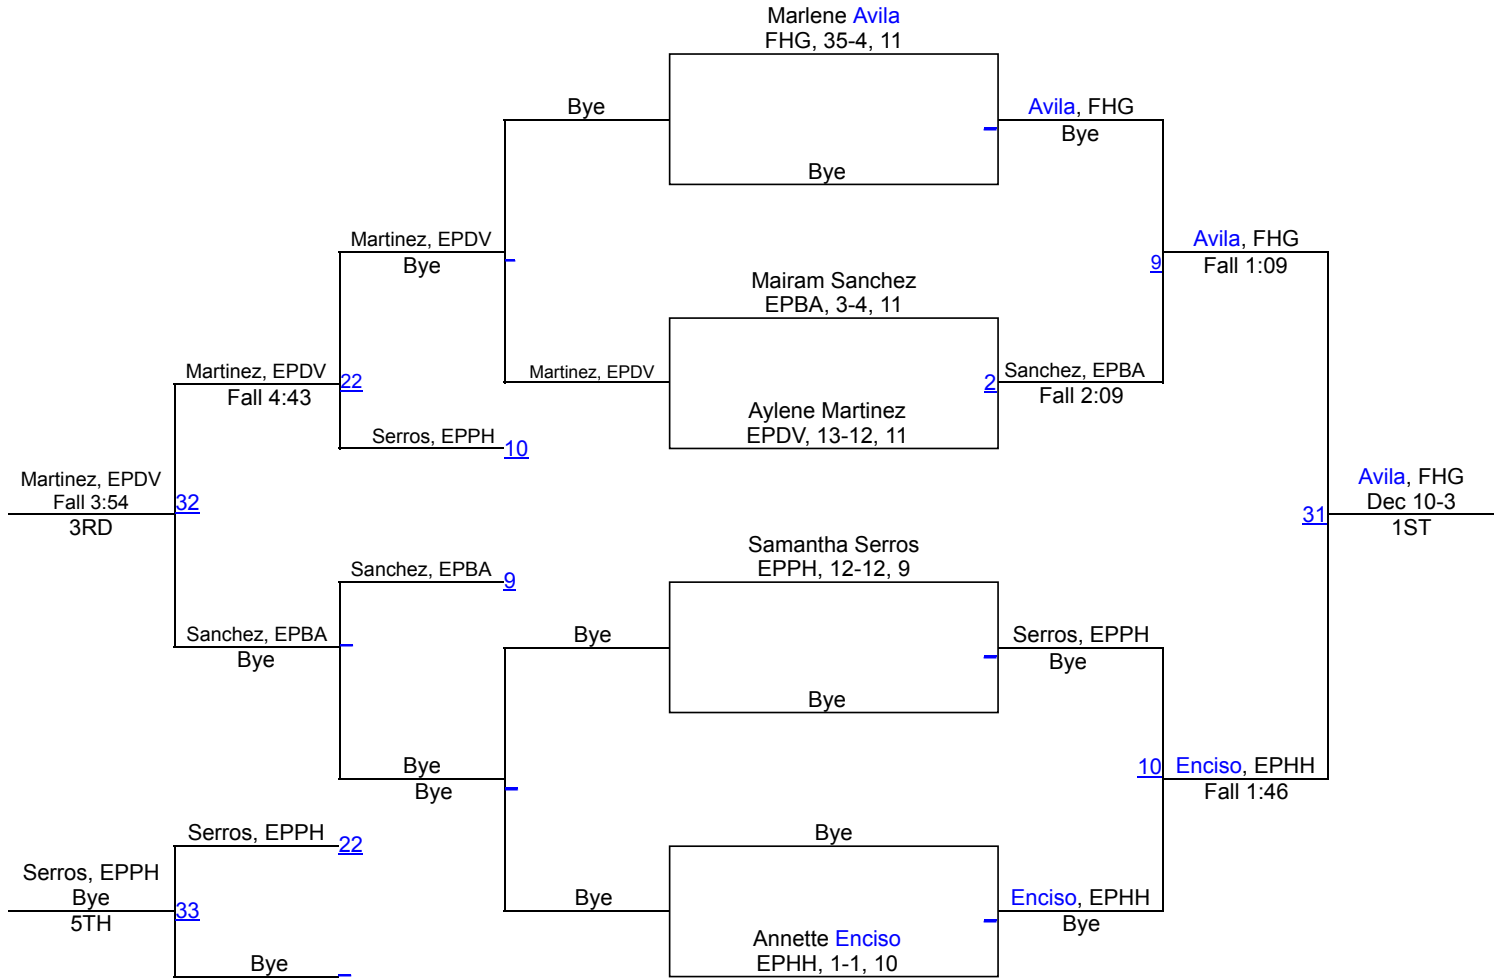 Marlene Avila
FHG, 35-4, 11
Bye
Avila, FHG
Bye
Bye
Martinez, EPDV
Bye
Avila, FHG
9
Fall 1:09
Mairam Sanchez
EPBA, 3-4, 11
Martinez, EPDV
22
Fall 4:43
Martinez, EPDV
2
Sanchez, EPBA
Fall 2:09
Aylene Martinez
EPDV, 13-12, 11
Serros, EPPH
10
Martinez, EPDV
Fall 3:54
32
3RD
Avila, FHG
Dec 10-3
31
1ST
Samantha Serros
EPPH, 12-12, 9
Sanchez, EPBA
9
Sanchez, EPBA
Bye
Bye
Serros, EPPH
Bye
Bye
Bye
Bye
10
Enciso, EPHH
Fall 1:46
Serros, EPPH
22
Bye
Serros, EPPH
Bye
33
5TH
Bye
Enciso, EPHH
Bye
Annette Enciso
EPHH, 1-1, 10
Bye